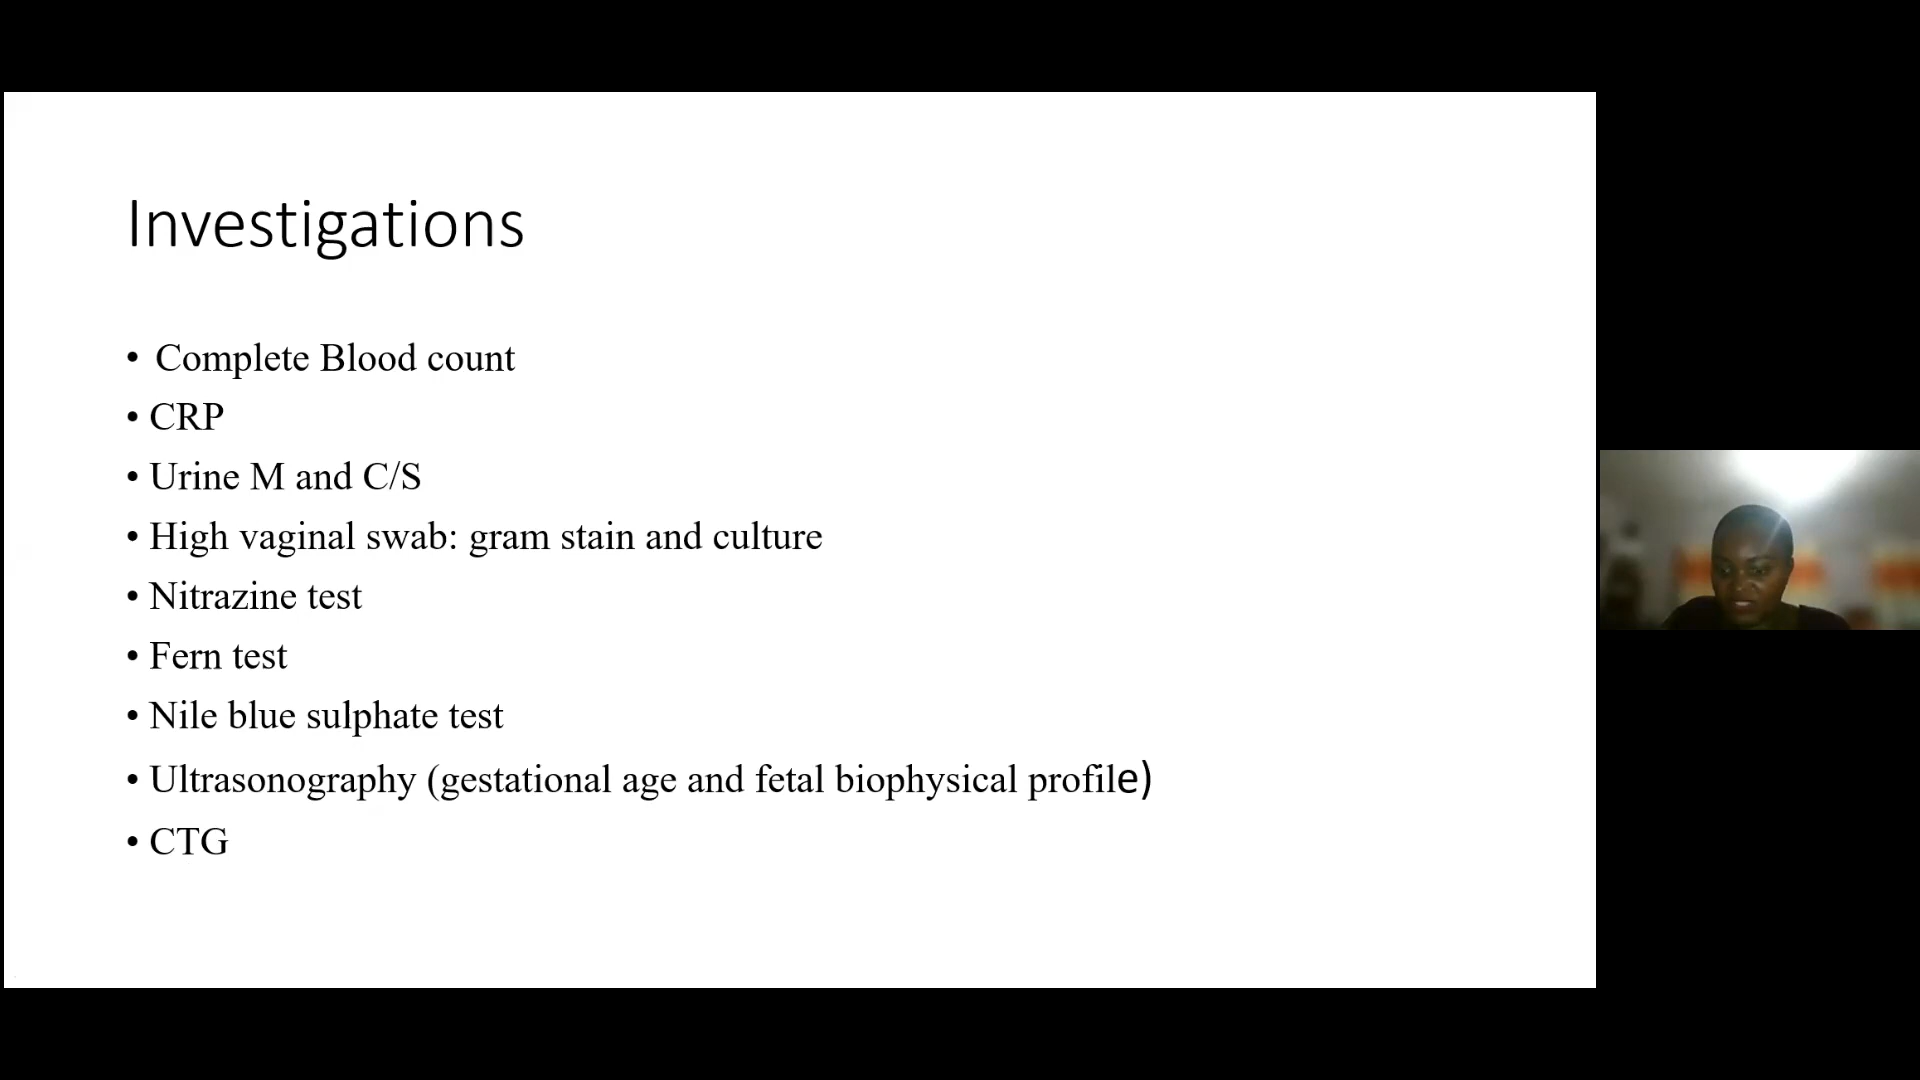 Investigations
• Complete Blood count
• CRP
• Urine M and C/S
• High vaginal swab: gram stain and culture
• Nitrazine test
• Fern test
• Nile blue sulphate test
• Ultrasonography (gestational age and fetal biophysical profile)
• CTG